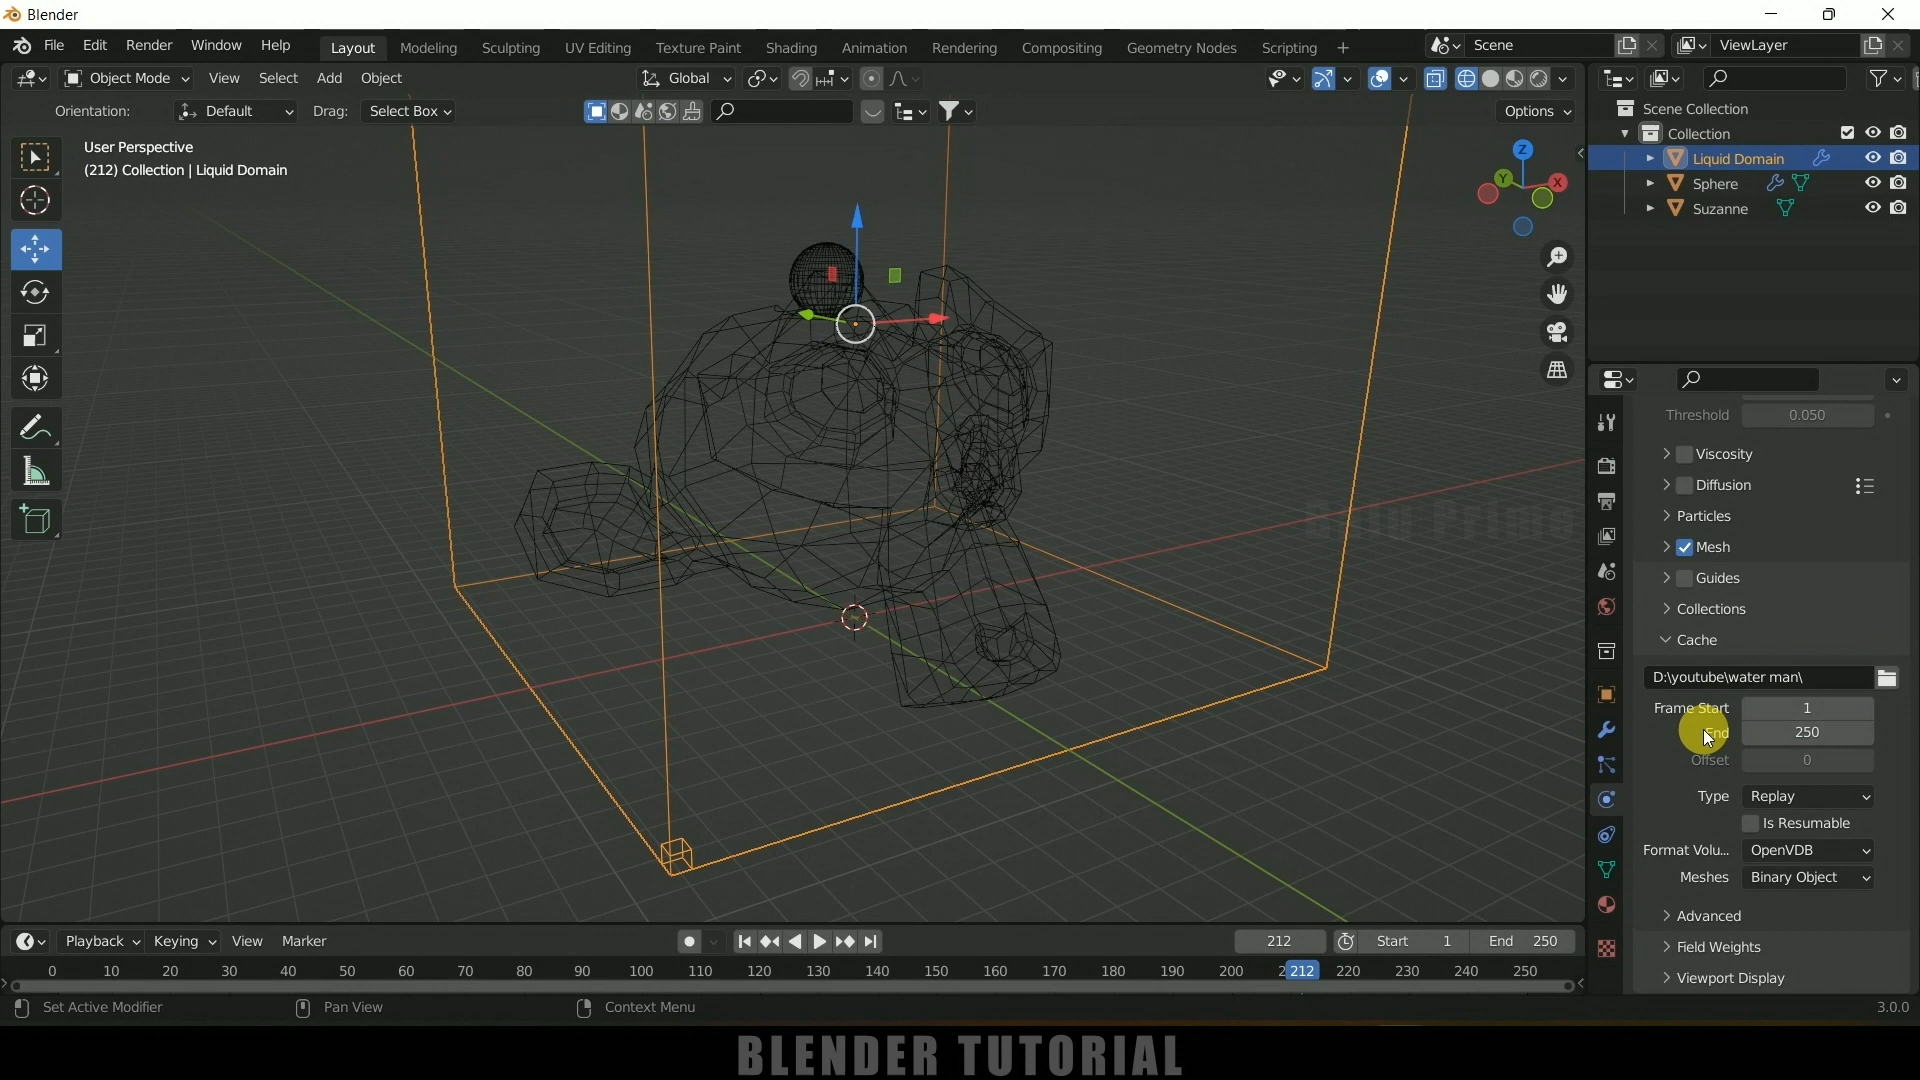 Blender
File Edit Render Window Help Layout Modeling Sculpting UV Editing Texture Paint Shading Animation Rendering Compositing Geometry Nodes Scripting + Scene ViewLayer
Object Mode View Select Add Object Global
Orientation: Default Drag: Select Box Options
User Perspective
(212) Collection | Liquid Domain
Z
Y
X
Scene Collection
Collection
Liquid Domain
Sphere
Suzanne
Threshold 0.050
Viscosity
Diffusion
Particles
Mesh
Guides
Collections
Cache
D:\youtube\water man\
Frame Start 1
End 250
Offset 0
Type Replay
Is Resumable
Format Volu... OpenVDB
Meshes Binary Object
Advanced
Field Weights
Viewport Display
Playback Keying View Marker 212 Start 1 End 250
0 10 20 30 40 50 60 70 80 90 100 110 120 130 140 150 160 170 180 190 200 212 220 230 240 250
Set Active Modifier Pan View Context Menu 3.0.0
BLENDER TUTORIAL